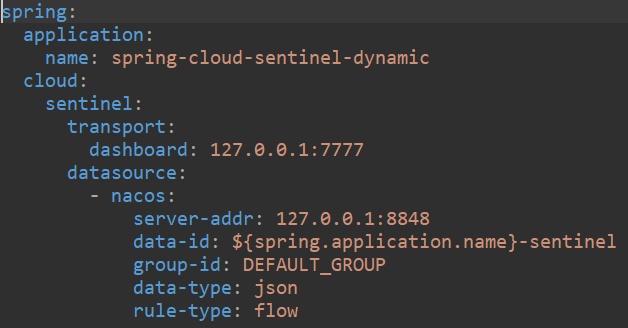 spring:
  application:
    name: spring-cloud-sentinel-dynamic
  cloud:
    sentinel:
      transport:
        dashboard: 127.0.0.1:7777
      datasource:
        - nacos:
            server-addr: 127.0.0.1:8848
            data-id: ${spring.application.name}-sentinel
            group-id: DEFAULT_GROUP
            data-type: json
            rule-type: flow